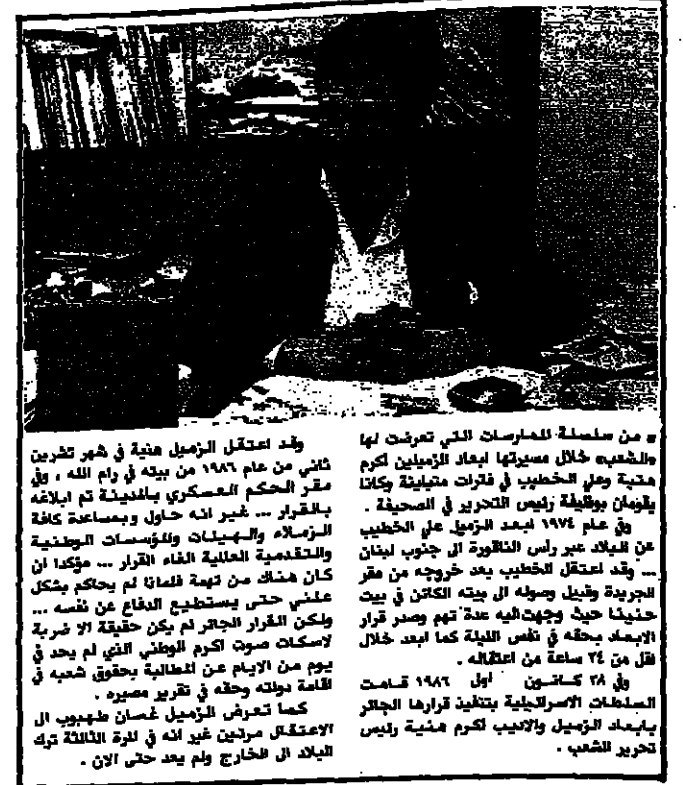 من سلسلة الممارسات التي تعرضت لها
«الشعب» خلال مسيرتها ابعاد الزميلين اكرم
هنية وعلي الخطيب في فترات متباينة وكانا
يقومان بوظيفة رئيس التحرير في الصحيفة .
وفي عام ١٩٧٤ ابعد الزميل علي الخطيب
عن البلاد عبر رأس الناقورة الى جنوب لبنان
... وقد اعتقل الخطيب بعد خروجه من مقر
الجريدة وقبيل وصوله الى بيته الكائن في بيت
حنينا حيث وجهت اليه عدة تهم وصدر قرار
الابعاد بحقه في نفس الليلة كما ابعد خلال
اقل من ٢٤ ساعة من اعتقاله .
وفي ٢٨ كانون اول ١٩٨٦ قامت
السلطات الاسرائيلية بتنفيذ قرارها الجائر
بابعاد الزميل والاديب اكرم هنية رئيس
تحرير الشعب .
وقد اعتقل الزميل هنية في شهر تشرين
ثاني من عام ١٩٨٦ من بيته في رام الله ، وفي
مقر الحكم العسكري بالمدينة تم ابلاغه
بالقرار ... غير انه حاول وبمساعدة كافة
الزملاء والهيئات والمؤسسات الوطنية
والتقدمية العالمية الغاء القرار ... مؤكدا ان
كان هناك من تهمة فلماذا لم يحاكم بشكل
علني حتى يستطيع الدفاع عن نفسه ...
ولكن القرار الجائر لم يكن حقيقة الا ضربة
لاسكات صوت اكرم الوطني الذي لم يحد في
يوم من الايام عن المطالبة بحقوق شعبه في
اقامة دولته وحقه في تقرير مصيره .
كما تعرض الزميل غسان طهبوب الى
الاعتقال مرتين غير انه في المرة الثالثة ترك
البلاد الى الخارج ولم يعد حتى الان .